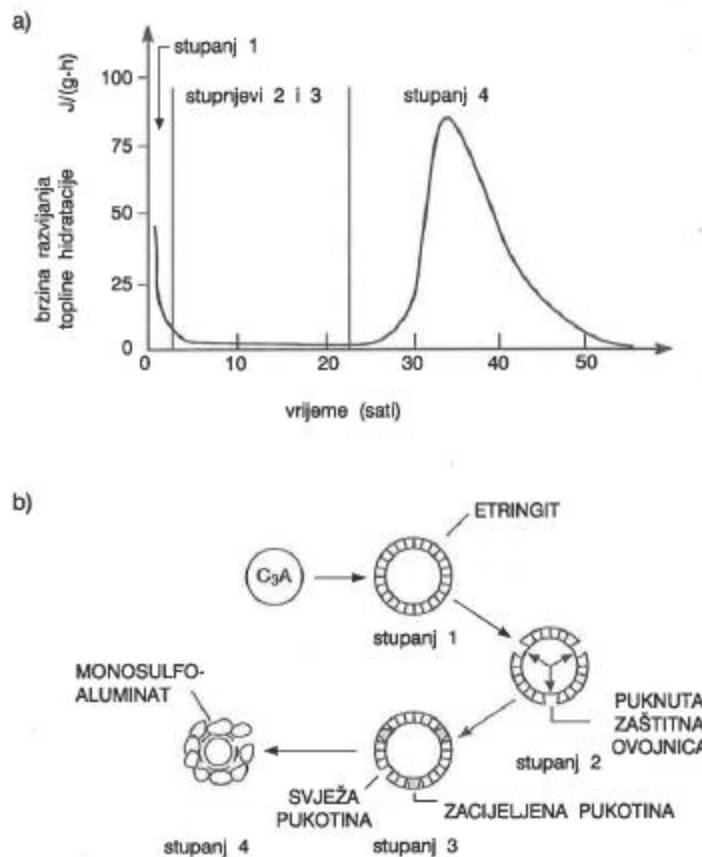 a)
stupanj 1
J/(g·h)
100
stupnjevi 2 i 3
stupanj 4
75
50
25
0
brzina razvijanja
topline hidratacije
0
10
20
30
40
50
vrijeme (sati)
b)
ETRINGIT
C₃A
stupanj 1
MONOSULFO-
ALUMINAT
PUKNUTA
ZAŠTITNA
OVOJNICA
stupanj 2
SVJEŽA
PUKOTINA
ZACIJELJENA PUKOTINA
stupanj 4
stupanj 3